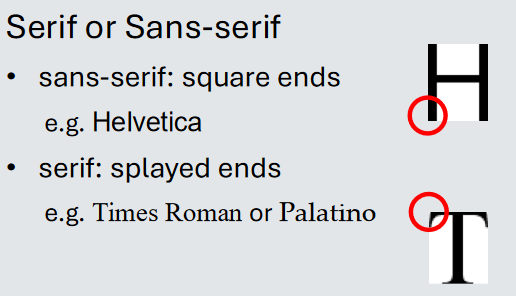 Serif or Sans-serif
• sans-serif: square ends
e.g. Helvetica
H
• serif: splayed ends
e.g. Times Roman or Palatino
T